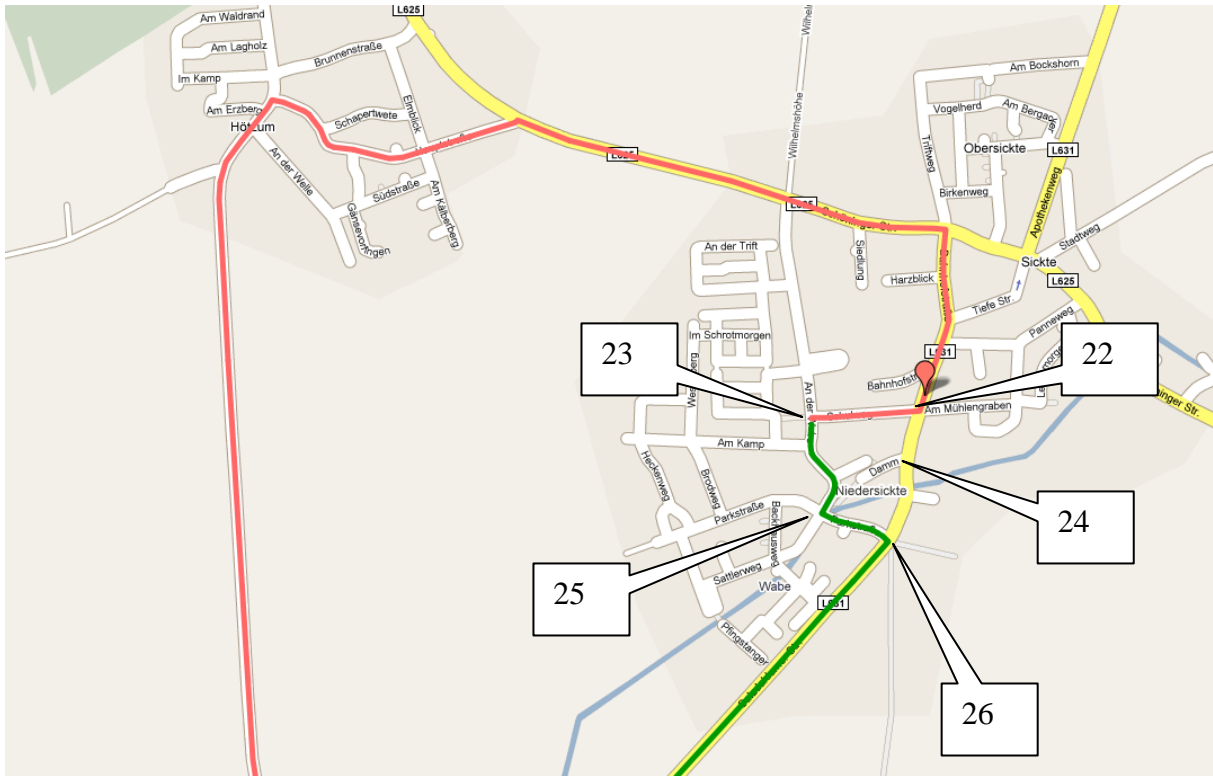 L625
Am Waldrand
Am Lagholz
Brunnenstraße
Im Kamp
Elmblick
Am Erzberg
Schapertwete
Hötzum
An der Welle
Südstraße
Am Kälberberg
L625
Wilhelmshöhe
L625
Schöninger Str.
Am Bockshorn
Vogelherd
Triftweg
Obersickte
L631
Birkenweg
Apothekenweg
Stadtweg
An der Trift
Siedlung
Sickte
Harzblick
L625
Tiefe Str.
Panneweg
23
Im Schrotmorgen
L631
22
Bahnhofstr.
An der
Am Mühlengraben
Am Kamp
Heckenweg
Brodweg
Damm
Niedersickte
24
Parkstraße
Parkstraße
Backhausweg
25
Sattlerweg
Wabe
L631
Pfingstanger
26